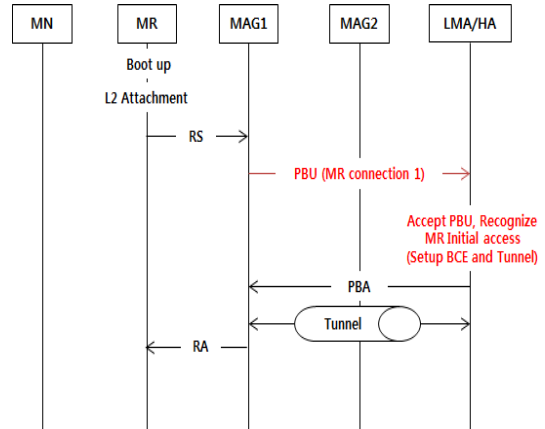 MN MR MAG1 MAG2 LMA/HA
Boot up
L2 Attachment
RS
PBU (MR connection 1)
Accept PBU, Recognize
MR Initial access
(Setup BCE and Tunnel)
PBA
Tunnel
RA